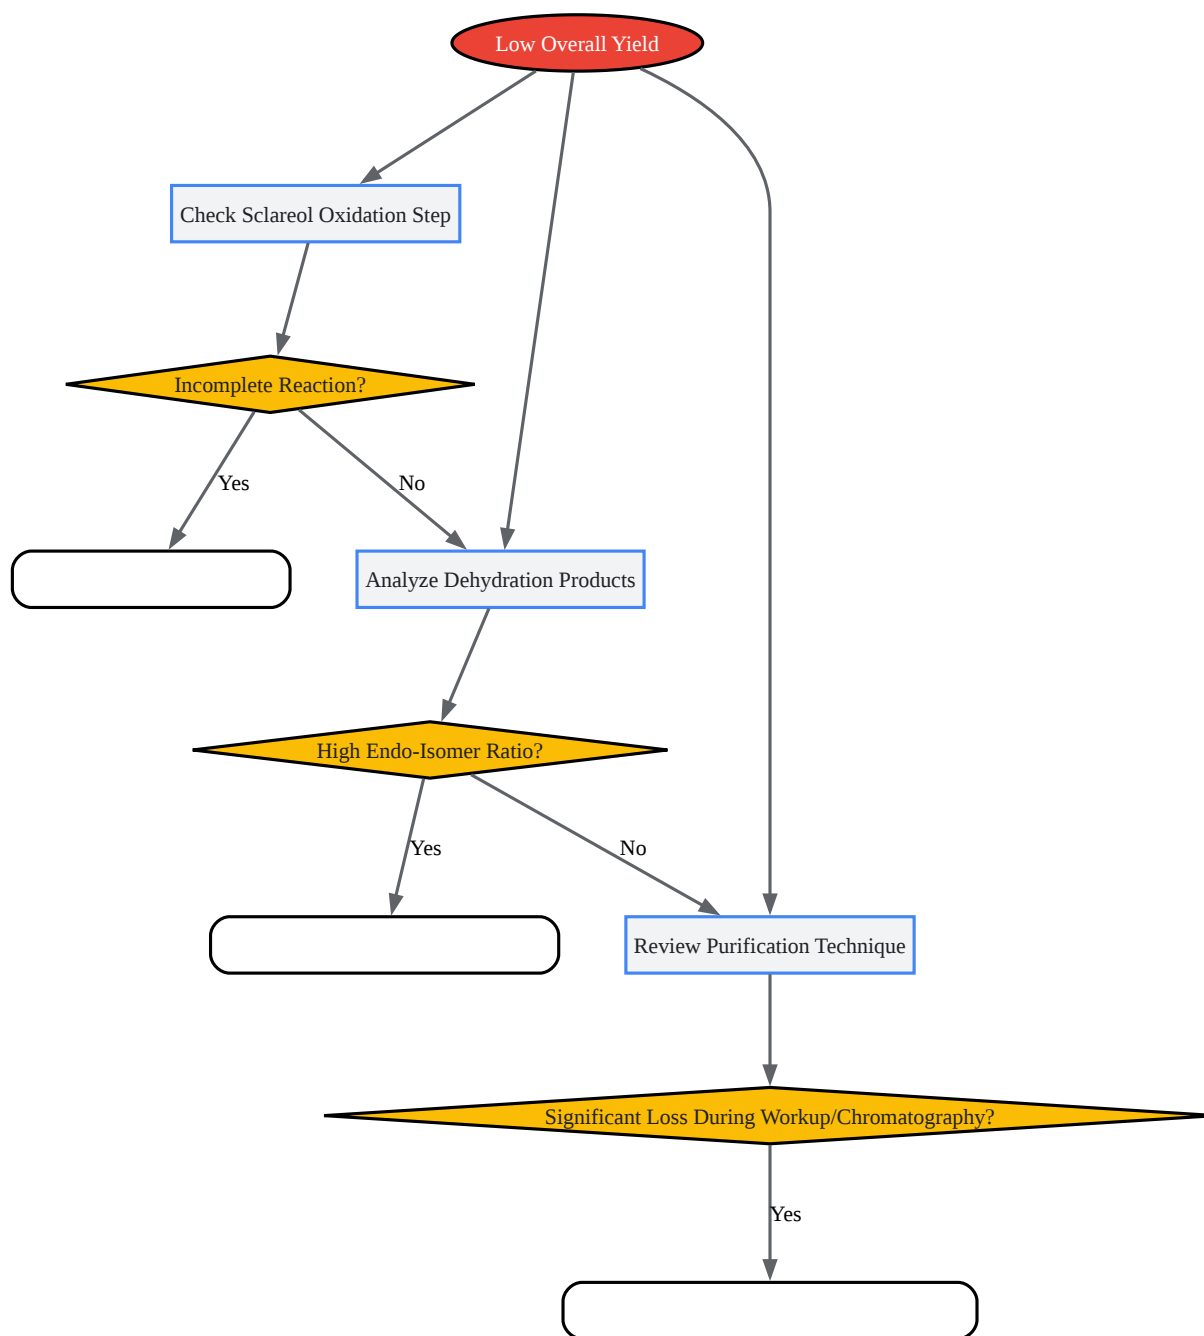 Low Overall Yield
Check Sclareol Oxidation Step
Incomplete Reaction?
Yes
No
Analyze Dehydration Products
High Endo-Isomer Ratio?
Yes
No
Review Purification Technique
Significant Loss During Workup/Chromatography?
Yes